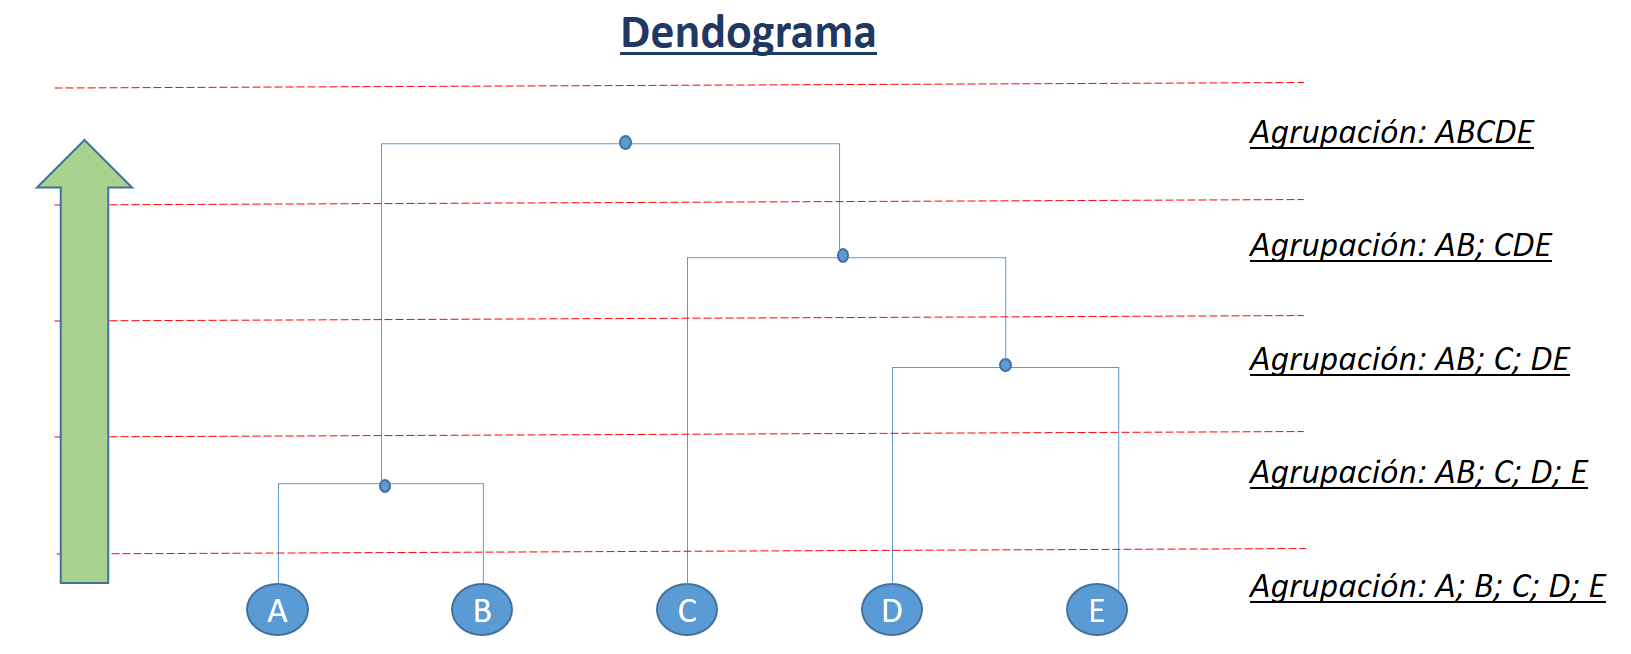 Dendograma
Agrupación: ABCDE
Agrupación: AB; CDE
Agrupación: AB; C; DE
Agrupación: AB; C; D; E
Agrupación: A; B; C; D; E
A B C D E